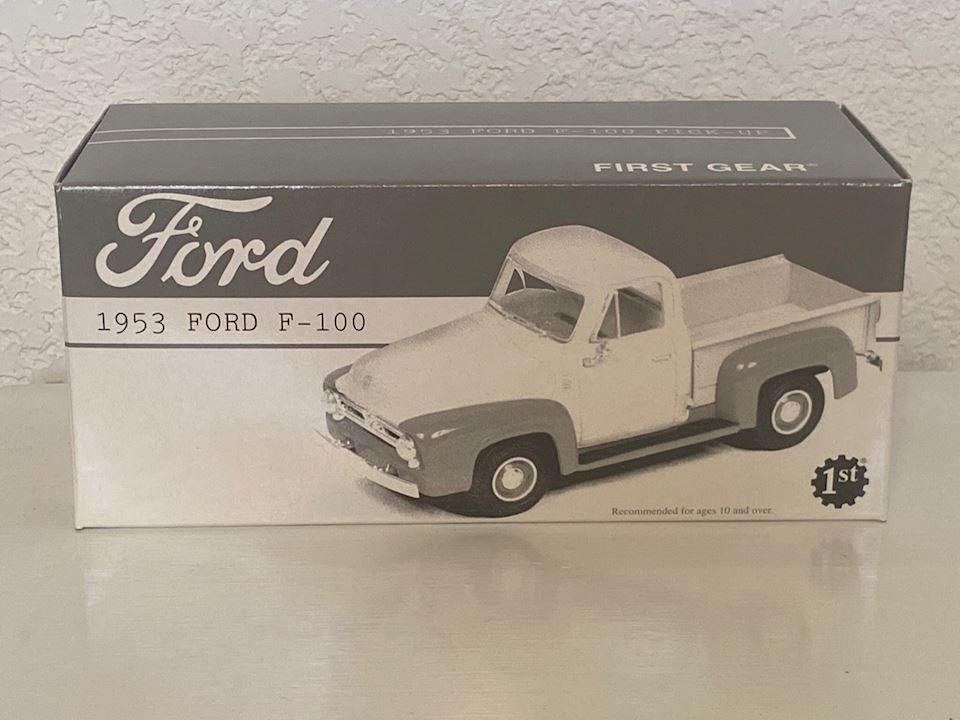 1953 FORD F-100 PICK-UP
FIRST GEAR®
Ford
1953 FORD F-100
1st®
Recommended for ages 10 and over.